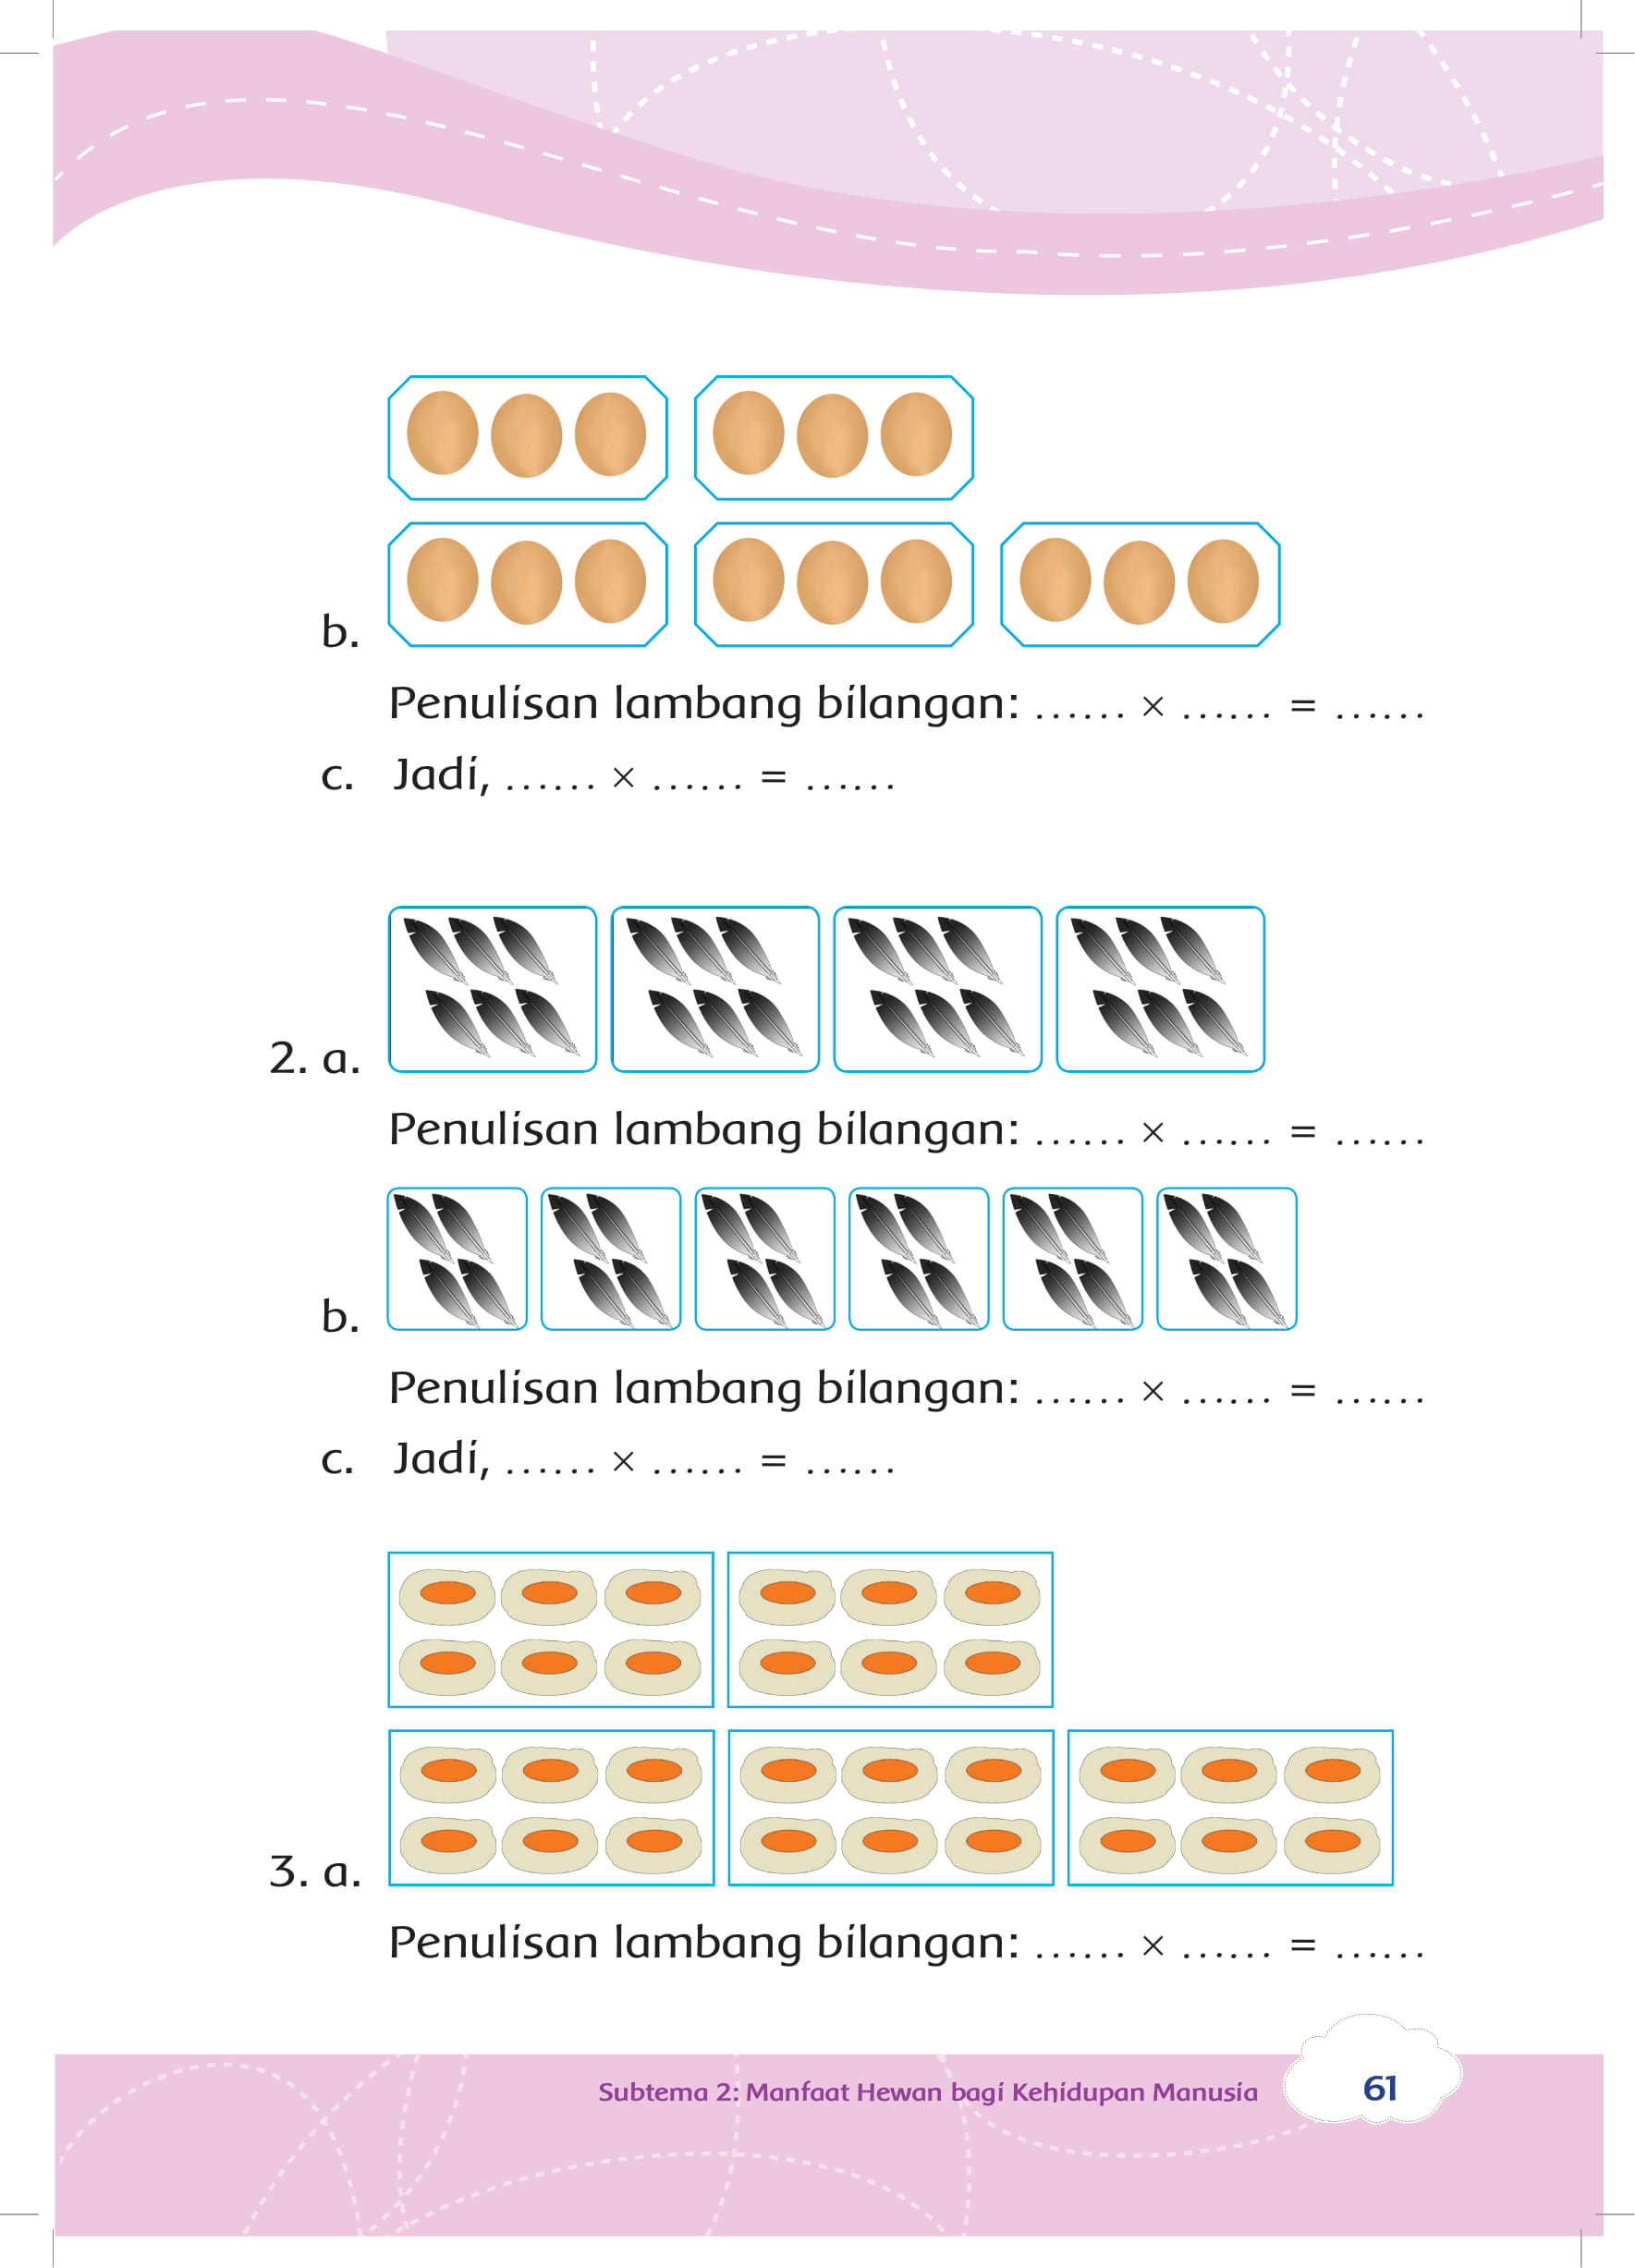 b.
Penulisan lambang bilangan: ...... × ...... = ......
c. Jadi, ...... × ...... = ......
2. a.
Penulisan lambang bilangan: ...... × ...... = ......
b.
Penulisan lambang bilangan: ...... × ...... = ......
c. Jadi, ...... × ...... = ......
3. a.
Penulisan lambang bilangan: ...... × ...... = ......
Subtema 2: Manfaat Hewan bagi Kehidupan Manusia 61